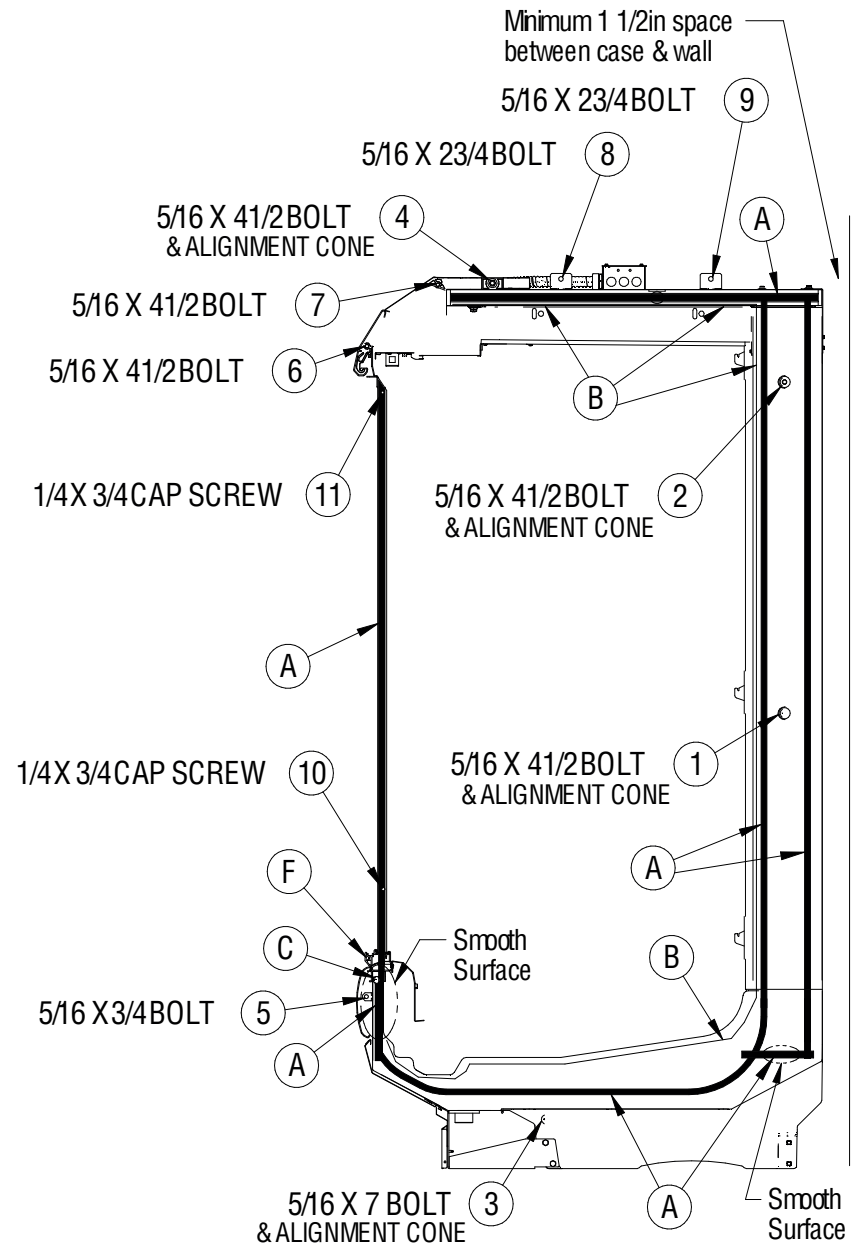 Minimum 1 1/2in space
between case & wall
5/16 X 23/4BOLT 9
5/16 X 23/4BOLT 8
5/16 X 41/2BOLT 4
& ALIGNMENT CONE
A
5/16 X 41/2BOLT 7
5/16 X 41/2BOLT 6
B
1/4X 3/4CAP SCREW 11
5/16 X 41/2BOLT 2
& ALIGNMENT CONE
A
1/4X 3/4CAP SCREW 10
5/16 X 41/2BOLT 1
& ALIGNMENT CONE
A
F
C
Smooth
Surface
B
5/16 X3/4BOLT 5
A
5/16 X 7 BOLT 3
& ALIGNMENT CONE
A
Smooth
Surface